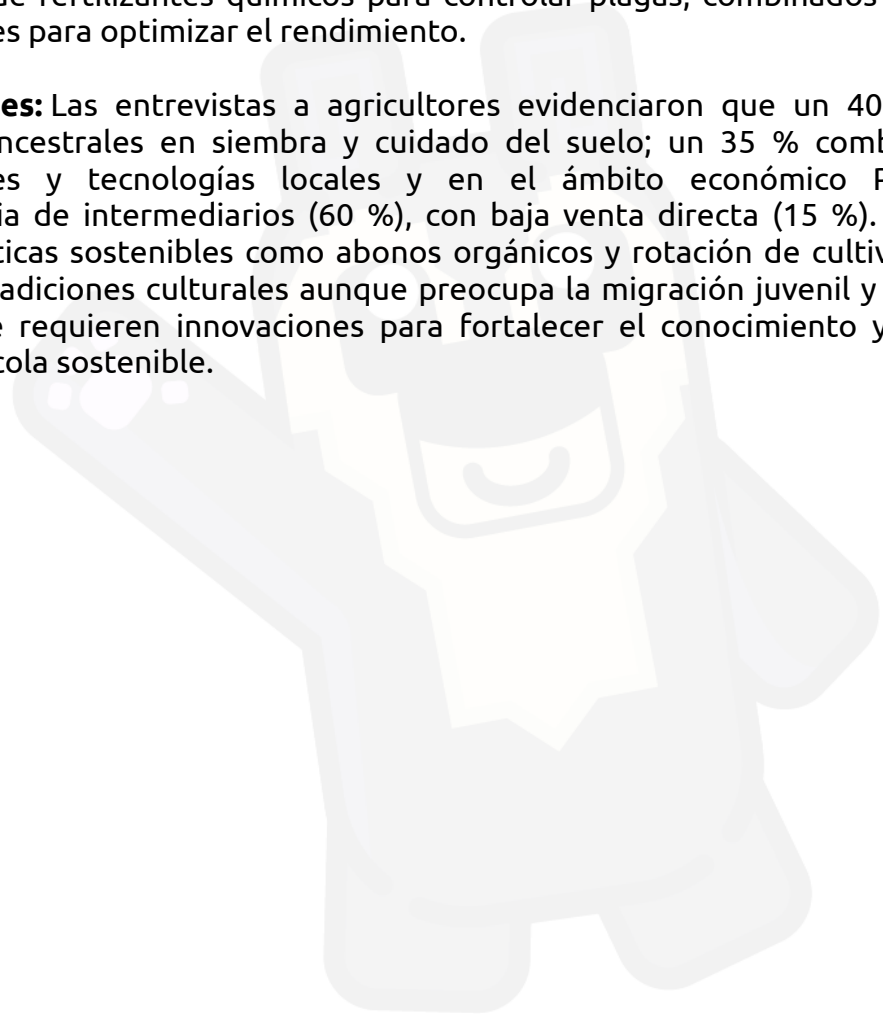 de fertilizantes químicos para controlar plagas, combinados
es para optimizar el rendimiento.
es: Las entrevistas a agricultores evidenciaron que un 40
ncestrales en siembra y cuidado del suelo; un 35 % comb
es y tecnologías locales y en el ámbito económico P
ia de intermediarios (60 %), con baja venta directa (15 %).
ticas sostenibles como abonos orgánicos y rotación de cultiv
adiciones culturales aunque preocupa la migración juvenil y
e requieren innovaciones para fortalecer el conocimiento y
cola sostenible.